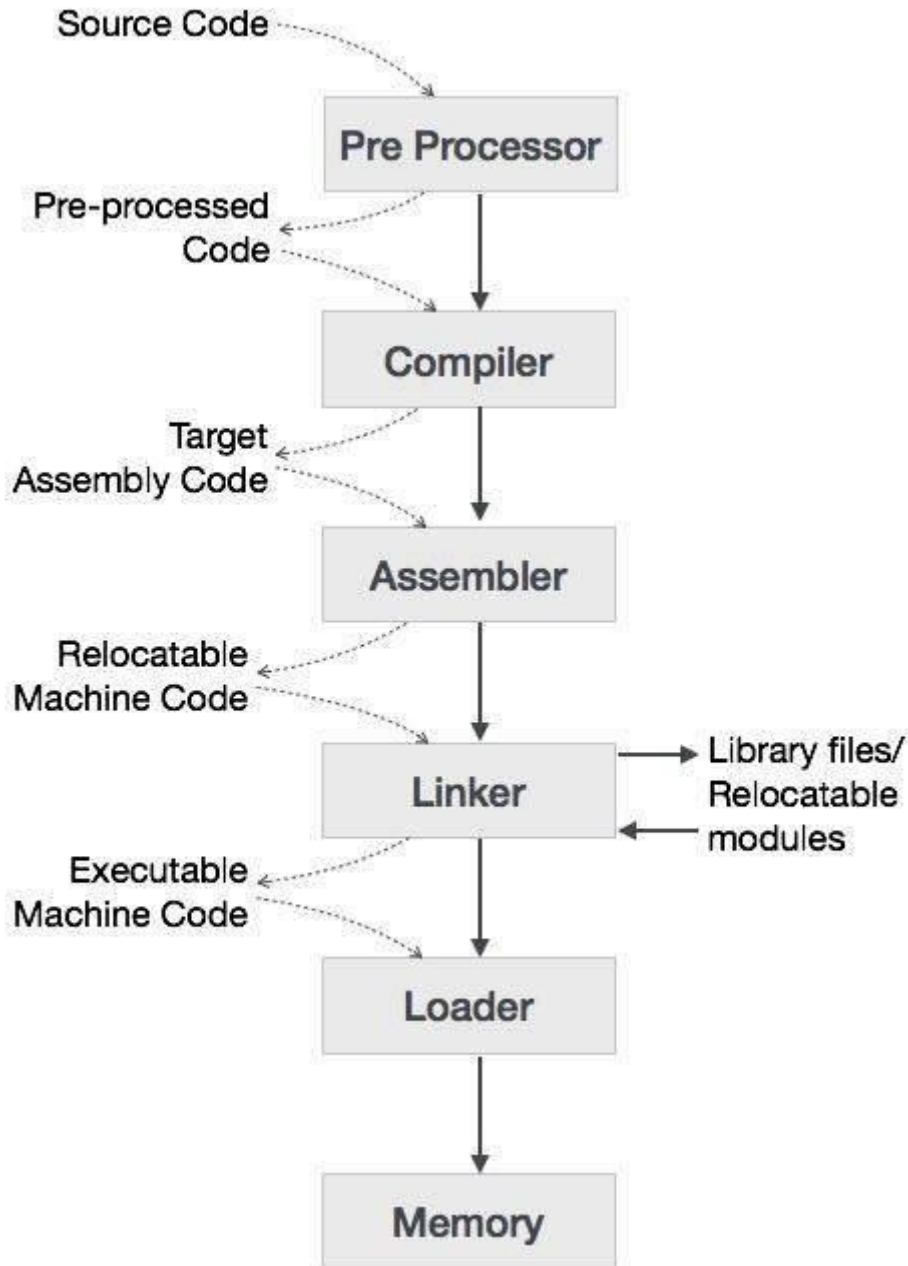 Source Code
Pre Processor
Pre-processed
Code
Compiler
Target
Assembly Code
Assembler
Relocatable
Machine Code
Linker
Library files/
Relocatable
modules
Executable
Machine Code
Loader
Memory